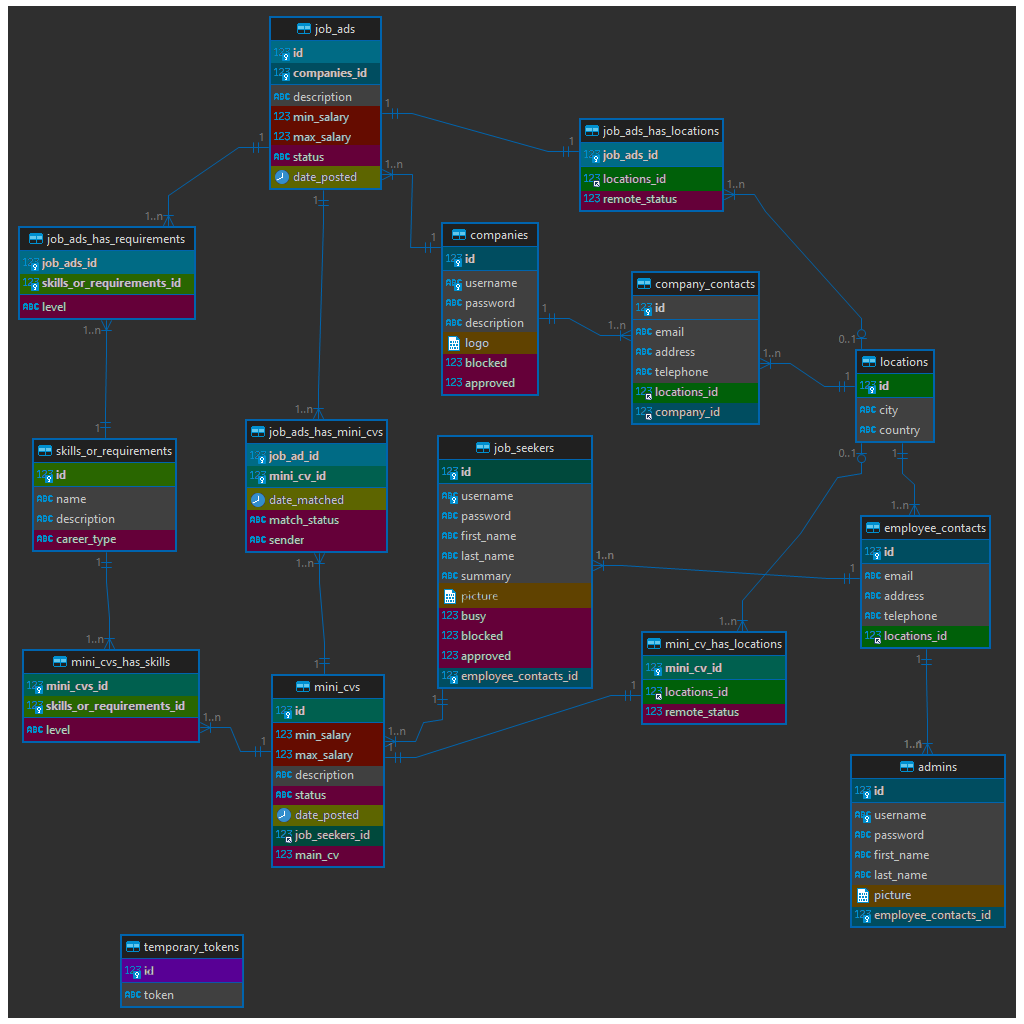 job_ads
123 id
123 companies_id
ABC description
123 min_salary
123 max_salary
ABC status
date_posted
1
1
1..n
1
job_ads_has_locations
123 job_ads_id
123 locations_id
123 remote_status
1
1..n
1..n
job_ads_has_requirements
123 job_ads_id
123 skills_or_requirements_id
ABC level
1..n
1
companies
123 id
ABC username
ABC password
ABC description
logo
123 blocked
123 approved
1
1
company_contacts
123 id
ABC email
ABC address
ABC telephone
123 locations_id
123 company_id
1..n
1..n
0..1
1
locations
123 id
ABC city
ABC country
0..1
1
skills_or_requirements
123 id
ABC name
ABC description
ABC career_type
1
1
job_ads_has_mini_cvs
123 job_ad_id
123 mini_cv_id
date_matched
ABC match_status
ABC sender
1..n
1..n
job_seekers
123 id
ABC username
ABC password
ABC first_name
ABC last_name
ABC summary
picture
123 busy
123 blocked
123 approved
123 employee_contacts_id
1..n
1
1
employee_contacts
123 id
ABC email
ABC address
ABC telephone
123 locations_id
1..n
1
mini_cvs_has_skills
123 mini_cvs_id
123 skills_or_requirements_id
ABC level
1..n
1..n
1
mini_cvs
123 id
123 min_salary
123 max_salary
ABC description
ABC status
date_posted
123 job_seekers_id
123 main_cv
1
1..n
1
mini_cv_has_locations
123 mini_cv_id
123 locations_id
123 remote_status
1..n
1
admins
123 id
ABC username
ABC password
ABC first_name
ABC last_name
picture
123 employee_contacts_id
temporary_tokens
123 id
ABC token